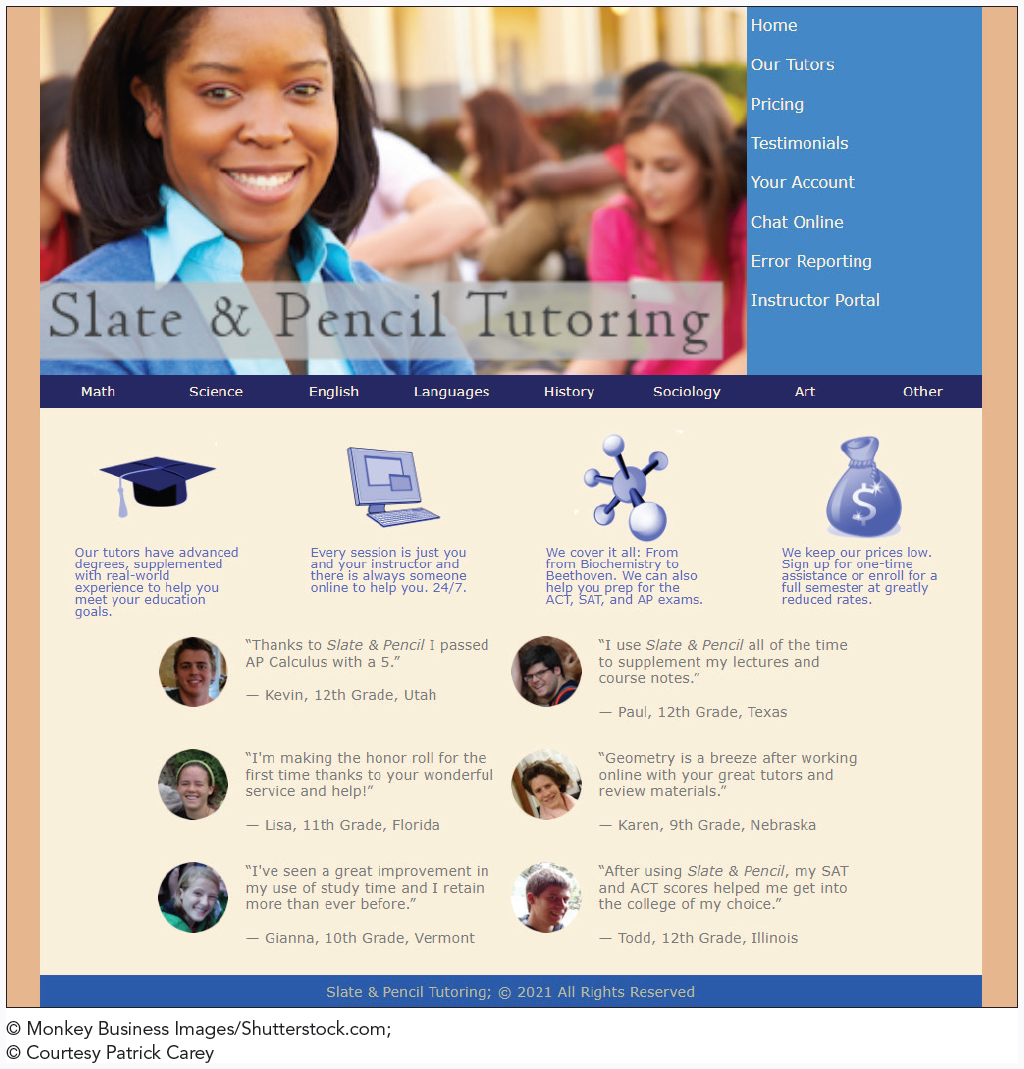 Home
Our Tutors
Pricing
Testimonials
Your Account
Chat Online
Error Reporting
Instructor Portal
Slate & Pencil Tutoring
Math Science English Languages History Sociology Art Other
Our tutors have advanced
degrees, supplemented
with real-world
experience to help you
meet your education
goals.
Every session is just you
and your instructor and
there is always someone
online to help you. 24/7.
We cover it all: From
from Biochemistry to
Beethoven. We can also
help you prep for the
ACT, SAT, and AP exams.
We keep our prices low.
Sign up for one-time
assistance or enroll for a
full semester at greatly
reduced rates.
$
“Thanks to Slate & Pencil I passed
AP Calculus with a 5.”
— Kevin, 12th Grade, Utah
“I use Slate & Pencil all of the time
to supplement my lectures and
course notes.”
— Paul, 12th Grade, Texas
“I'm making the honor roll for the
first time thanks to your wonderful
service and help!”
— Lisa, 11th Grade, Florida
“Geometry is a breeze after working
online with your great tutors and
review materials.”
— Karen, 9th Grade, Nebraska
“I've seen a great improvement in
my use of study time and I retain
more than ever before.”
— Gianna, 10th Grade, Vermont
“After using Slate & Pencil, my SAT
and ACT scores helped me get into
the college of my choice.”
— Todd, 12th Grade, Illinois
Slate & Pencil Tutoring; © 2021 All Rights Reserved
© Monkey Business Images/Shutterstock.com;
© Courtesy Patrick Carey